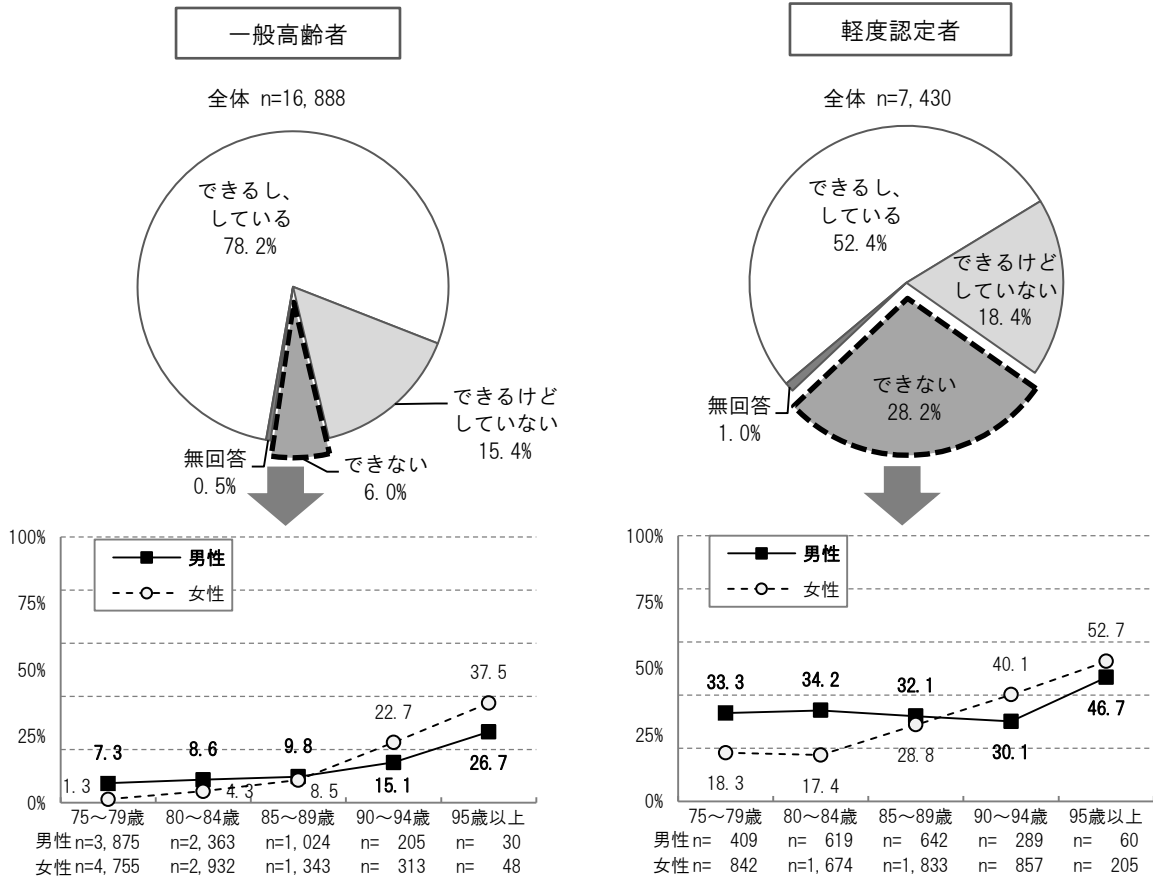 一般高齢者
全体 n=16,888
できるし、
している
78.2%
できるけど
していない
15.4%
できない
6.0%
無回答
0.5%
100%
75%
50%
25%
0%
男性
女性
7.3
8.6
9.8
15.1
26.7
1.3
4.3
8.5
22.7
37.5
75～79歳 80～84歳 85～89歳 90～94歳 95歳以上
男性 n=3,875 n=2,363 n=1,024 n= 205 n= 30
女性 n=4,755 n=2,932 n=1,343 n= 313 n= 48
軽度認定者
全体 n=7,430
できるし、
している
52.4%
できるけど
していない
18.4%
できない
28.2%
無回答
1.0%
100%
75%
50%
25%
0%
男性
女性
33.3
34.2
32.1
30.1
46.7
18.3
17.4
28.8
40.1
52.7
75～79歳 80～84歳 85～89歳 90～94歳 95歳以上
男性 n= 409 n= 619 n= 642 n= 289 n= 60
女性 n= 842 n=1,674 n=1,833 n= 857 n= 205